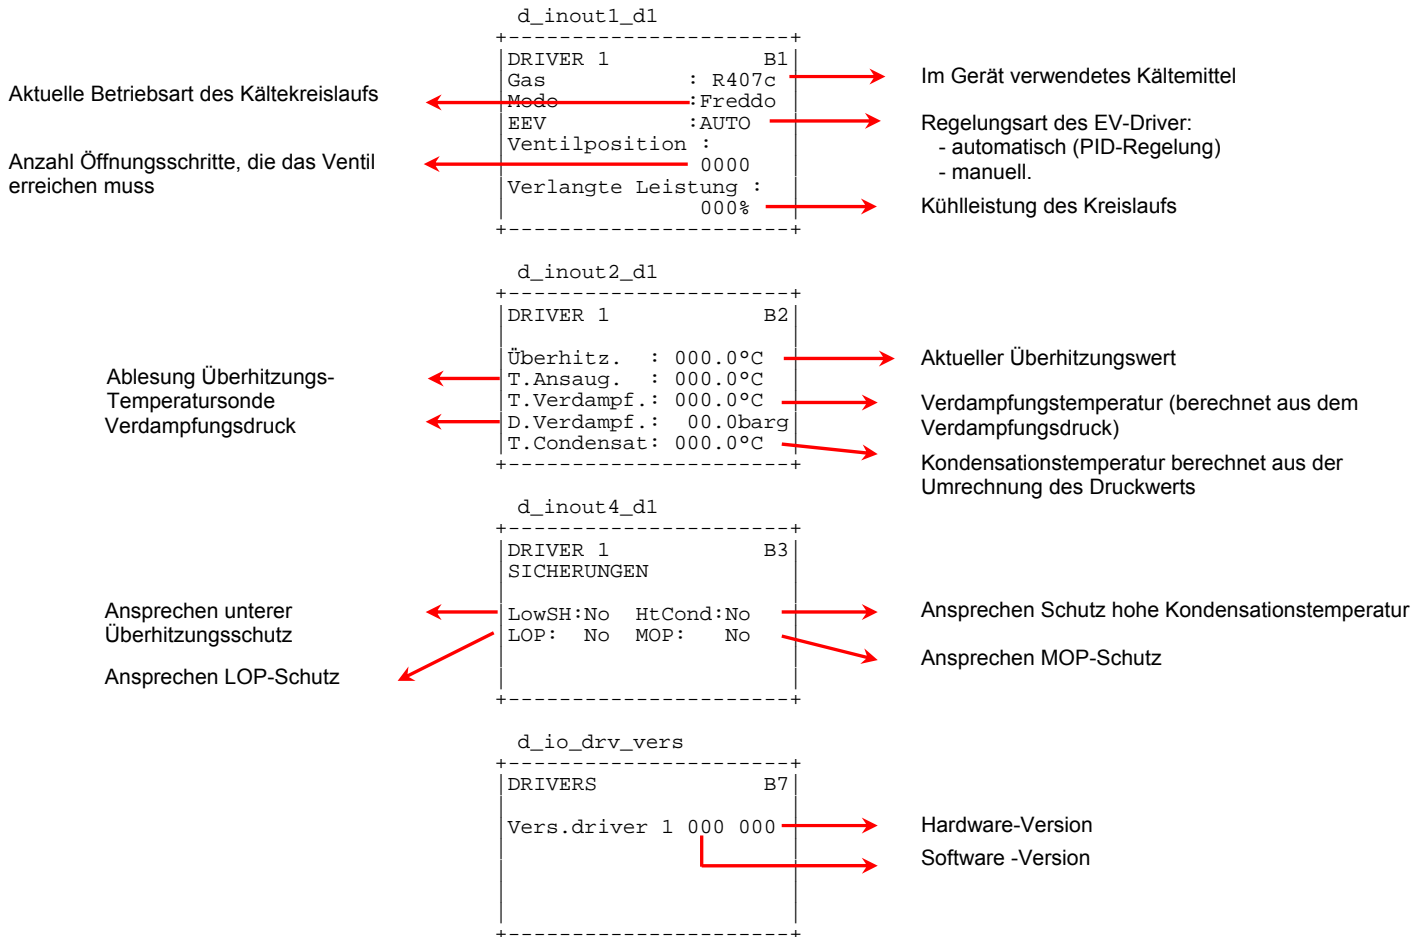 d_inout1_d1
+----------------------+
|DRIVER 1 B1|
Gas : R407c
Im Gerät verwendetes Kältemittel
Aktuelle Betriebsart des Kältekreislaufs
Modo :Freddo
EEV :AUTO
Regelungsart des EV-Driver:
- automatisch (PID-Regelung)
- manuell.
Ventilposition :
0000
Anzahl Öffnungsschritte, die das Ventil
erreichen muss
Verlangte Leistung :
000%
Kühlleistung des Kreislaufs
+----------------------+
d_inout2_d1
+----------------------+
|DRIVER 1 B2|
Überhitz. : 000.0°C
Aktueller Überhitzungswert
Ablesung Überhitzungs-
Temperatursonde
T.Ansaug. : 000.0°C
T.Verdampf.: 000.0°C
Verdampfungstemperatur (berechnet aus dem
Verdampfungsdruck)
Verdampfungsdruck
D.Verdampf.: 00.0barg
T.Condensat: 000.0°C
Kondensationstemperatur berechnet aus der
Umrechnung des Druckwerts
+----------------------+
d_inout4_d1
+----------------------+
|DRIVER 1 B3|
SICHERUNGEN
Ansprechen unterer
Überhitzungsschutz
LowSH:No HtCond:No
Ansprechen Schutz hohe Kondensationstemperatur
LOP: No MOP: No
Ansprechen MOP-Schutz
Ansprechen LOP-Schutz
+----------------------+
d_io_drv_vers
+----------------------+
|DRIVERS B7|
Vers.driver 1 000 000
Hardware-Version
Software -Version
+----------------------+